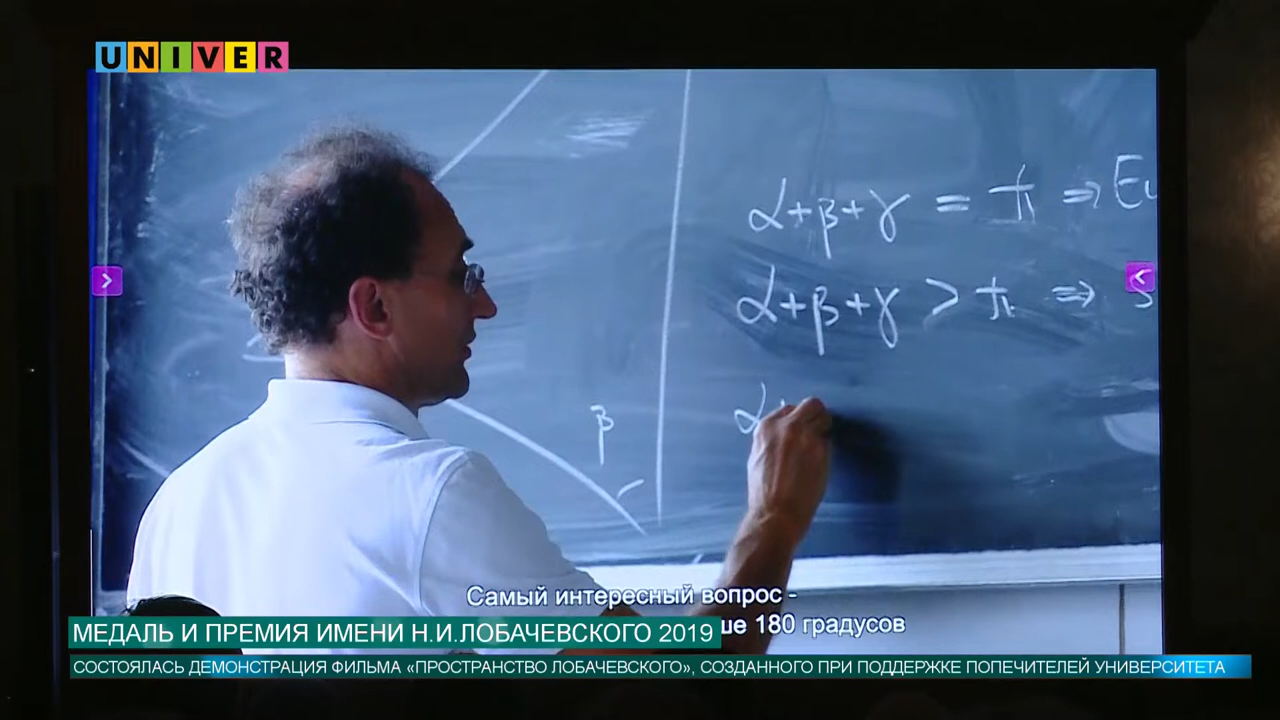 UNIVER
α+β+γ = π ⇒ Eu
α+β+γ > π ⇒ S
α+
β
Самый интересный вопрос -
ше 180 градусов
МЕДАЛЬ И ПРЕМИЯ ИМЕНИ Н.И.ЛОБАЧЕВСКОГО 2019
СОСТОЯЛАСЬ ДЕМОНСТРАЦИЯ ФИЛЬМА «ПРОСТРАНСТВО ЛОБАЧЕВСКОГО», СОЗДАННОГО ПРИ ПОДДЕРЖКЕ ПОПЕЧИТЕЛЕЙ УНИВЕРСИТЕТА